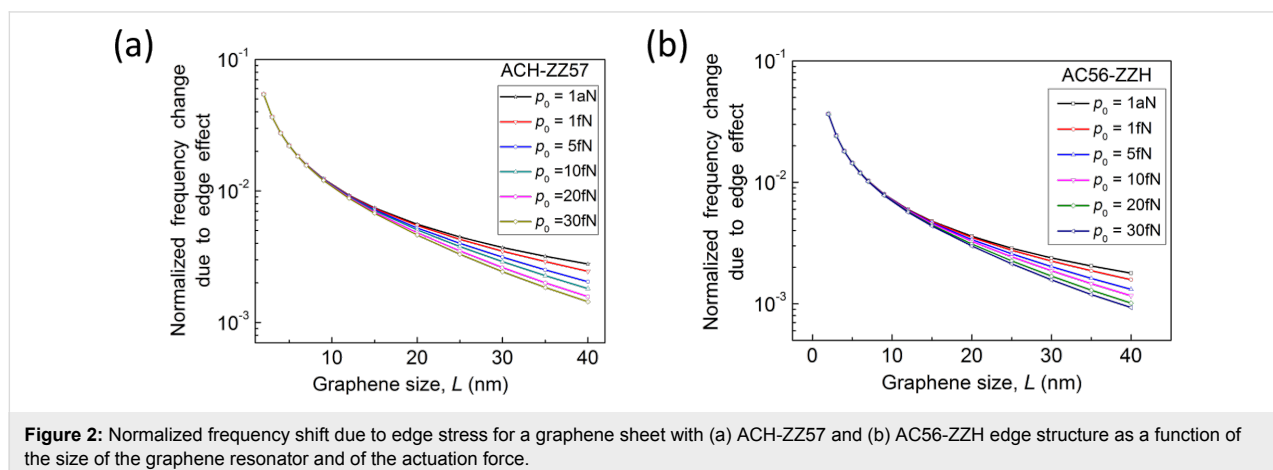 (a)
Normalized frequency change
due to edge effect
10⁻¹
10⁻²
10⁻³
ACH-ZZ57
p₀ = 1aN
p₀ = 1fN
p₀ = 5fN
p₀ =10fN
p₀ =20fN
p₀ =30fN
10 20 30 40
Graphene size, L (nm)
(b)
Normalized frequency change
due to edge effect
10⁻¹
10⁻²
10⁻³
AC56-ZZH
p₀ = 1aN
p₀ = 1fN
p₀ = 5fN
p₀ = 10fN
p₀ = 20fN
p₀ = 30fN
0 10 20 30 40
Graphene size, L (nm)
Figure 2: Normalized frequency shift due to edge stress for a graphene sheet with (a) ACH-ZZ57 and (b) AC56-ZZH edge structure as a function of
the size of the graphene resonator and of the actuation force.